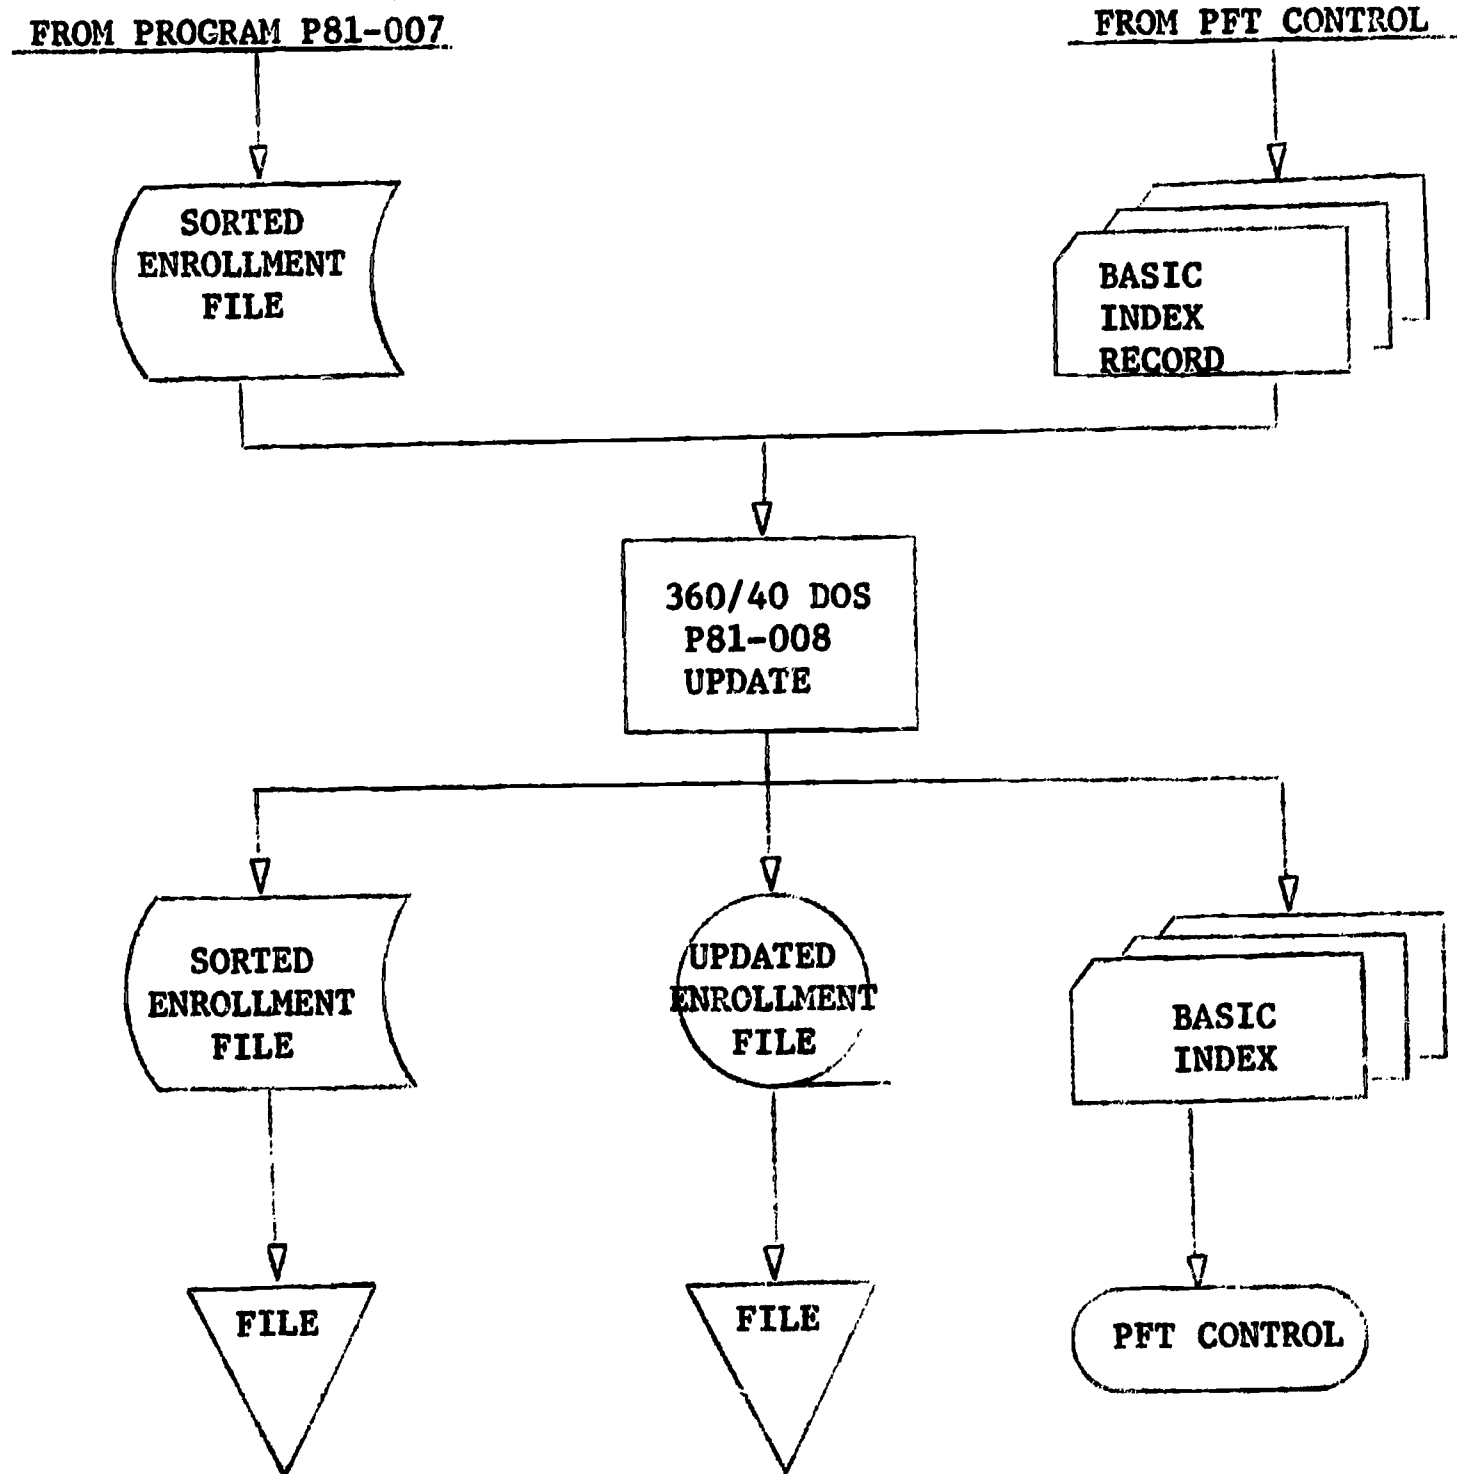 FROM PROGRAM P81-007
FROM PFT CONTROL
SORTED
ENROLLMENT
FILE
BASIC
INDEX
RECORD
360/40 DOS
P81-008
UPDATE
SORTED
ENROLLMENT
FILE
UPDATED
ENROLLMENT
FILE
BASIC
INDEX
FILE
FILE
PFT CONTROL